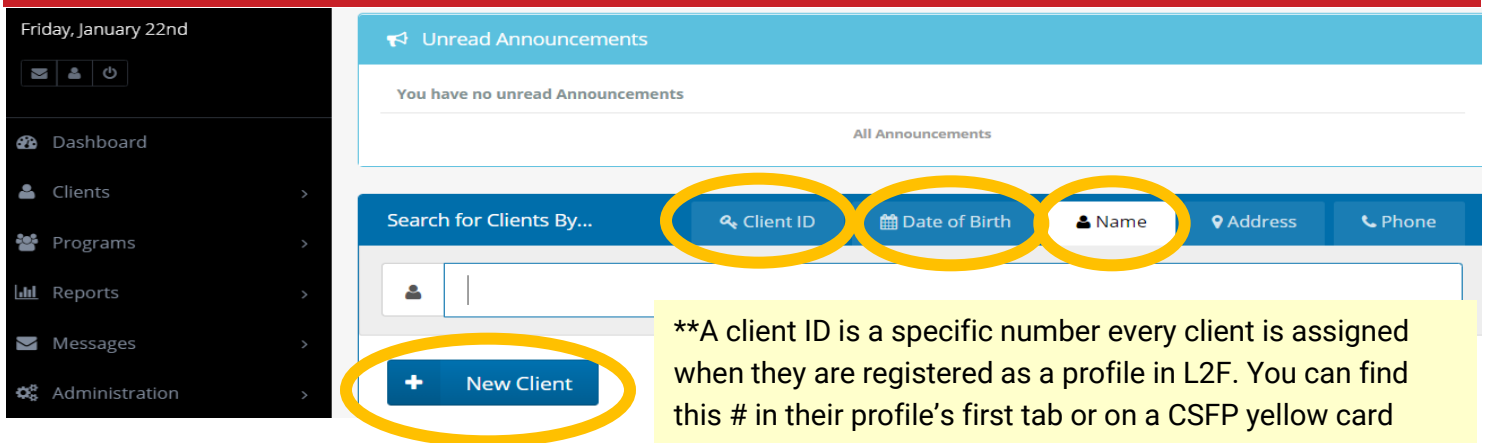 Friday, January 22nd
Dashboard
Clients
Programs
Reports
Messages
Administration
Unread Announcements
You have no unread Announcements
All Announcements
Search for Clients By...
Client ID
Date of Birth
Name
Address
Phone
New Client
**A client ID is a specific number every client is assigned
when they are registered as a profile in L2F. You can find
this # in their profile’s first tab or on a CSFP yellow card